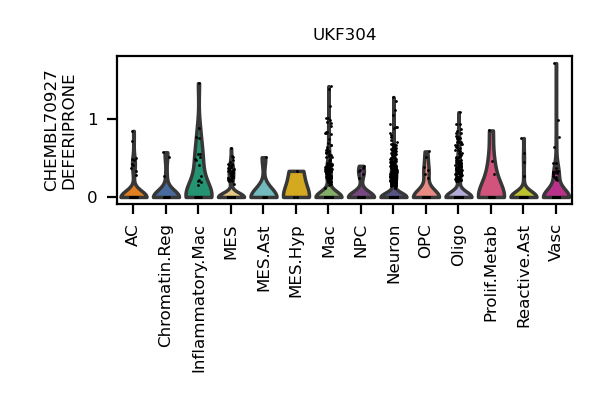 UKF304
CHEMBL70927
DEFERIPRONE
1
0
AC
Chromatin.Reg
Inflammatory.Mac
MES
MES.Ast
MES.Hyp
Mac
NPC
Neuron
OPC
Oligo
Prolif.Metab
Reactive.Ast
Vasc